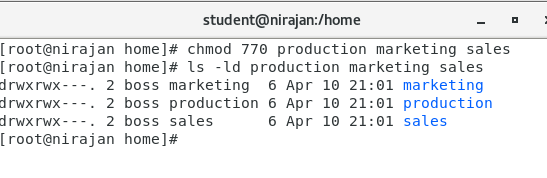 student@nirajan:/home
[root@nirajan home]# chmod 770 production marketing sales
[root@nirajan home]# ls -ld production marketing sales
drwxrwx---. 2 boss marketing  6 Apr 10 21:01 marketing
drwxrwx---. 2 boss production 6 Apr 10 21:01 production
drwxrwx---. 2 boss sales      6 Apr 10 21:01 sales
[root@nirajan home]#